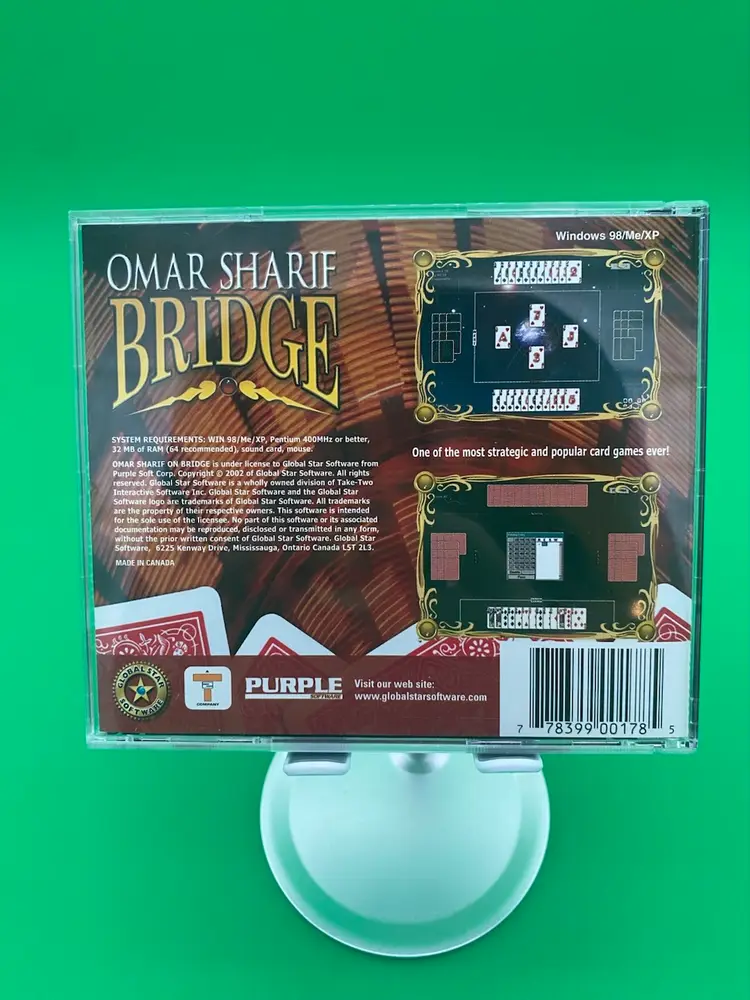 Windows 98/Me/XP
OMAR SHARIF
BRIDGE
SYSTEM REQUIREMENTS: WIN 98/Me/XP, Pentium 400MHz or better,
32 MB of RAM (64 recommended), sound card, mouse.
OMAR SHARIF ON BRIDGE is under license to Global Star Software from
Purple Soft Corp. Copyright © 2002 of Global Star Software. All rights
reserved. Global Star Software is a wholly owned division of Take-Two
Interactive Software Inc. Global Star Software and the Global Star
Software logo are trademarks of Global Star Software. All trademarks
are the property of their respective owners. This software is intended
for the sole use of the licensee. No part of this software or its associated
documentation may be reproduced, disclosed or transmitted in any form,
without the prior written consent of Global Star Software. Global Star
Software, 6225 Kenway Drive, Mississauga, Ontario Canada L5T 2L3.
MADE IN CANADA
7
A
J
3
One of the most strategic and popular card games ever!
GLOBAL STAR
SOFTWARE
T2
COMPANY
PURPLE
SOFTWARE
Visit our web site:
www.globalstarsoftware.com
7 78399 00178 5